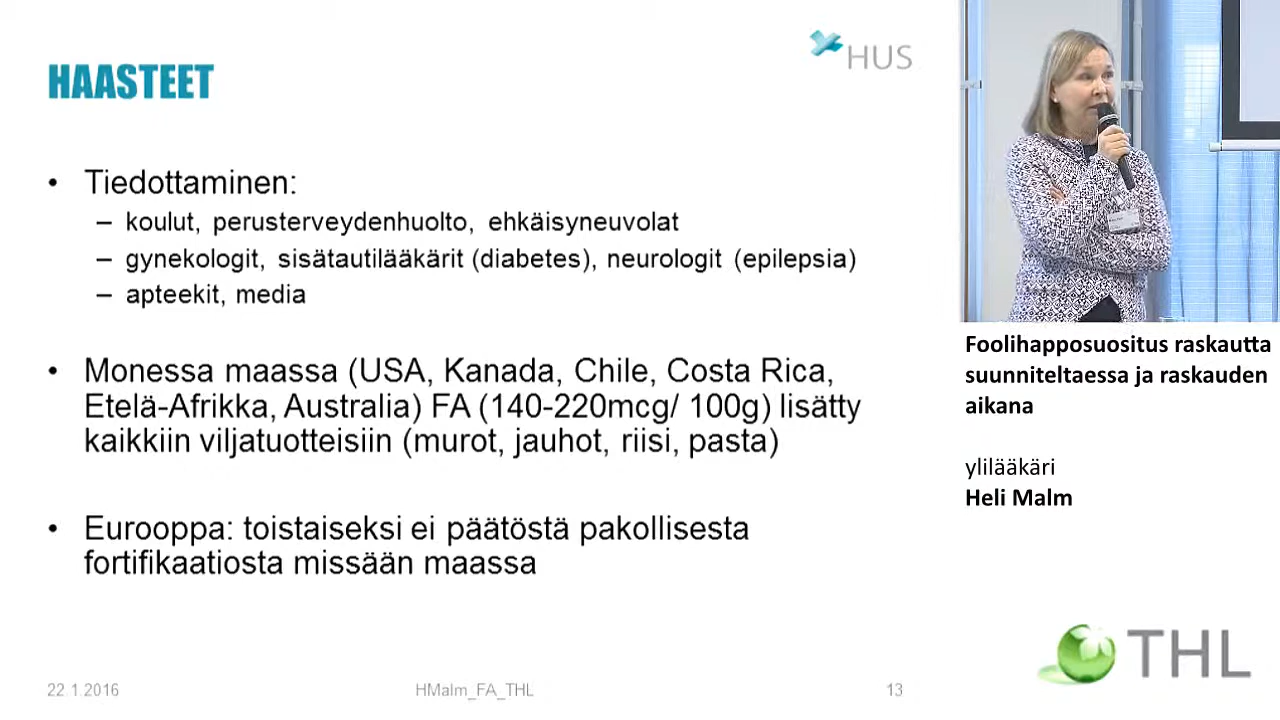 HUS
HAASTEET
• Tiedottaminen:
– koulut, perusterveydenhuolto, ehkäisyneuvolat
– gynekologit, sisätautilääkärit (diabetes), neurologit (epilepsia)
– apteekit, media
• Monessa maassa (USA, Kanada, Chile, Costa Rica,
Etelä-Afrikka, Australia) FA (140-220mcg/ 100g) lisätty
kaikkiin viljatuotteisiin (murot, jauhot, riisi, pasta)
• Eurooppa: toistaiseksi ei päätöstä pakollisesta
fortifikaatiosta missään maassa
22.1.2016
HMalm_FA_THL
13
Foolihapposuositus raskautta
suunniteltaessa ja raskauden
aikana
ylilääkäri
Heli Malm
THL